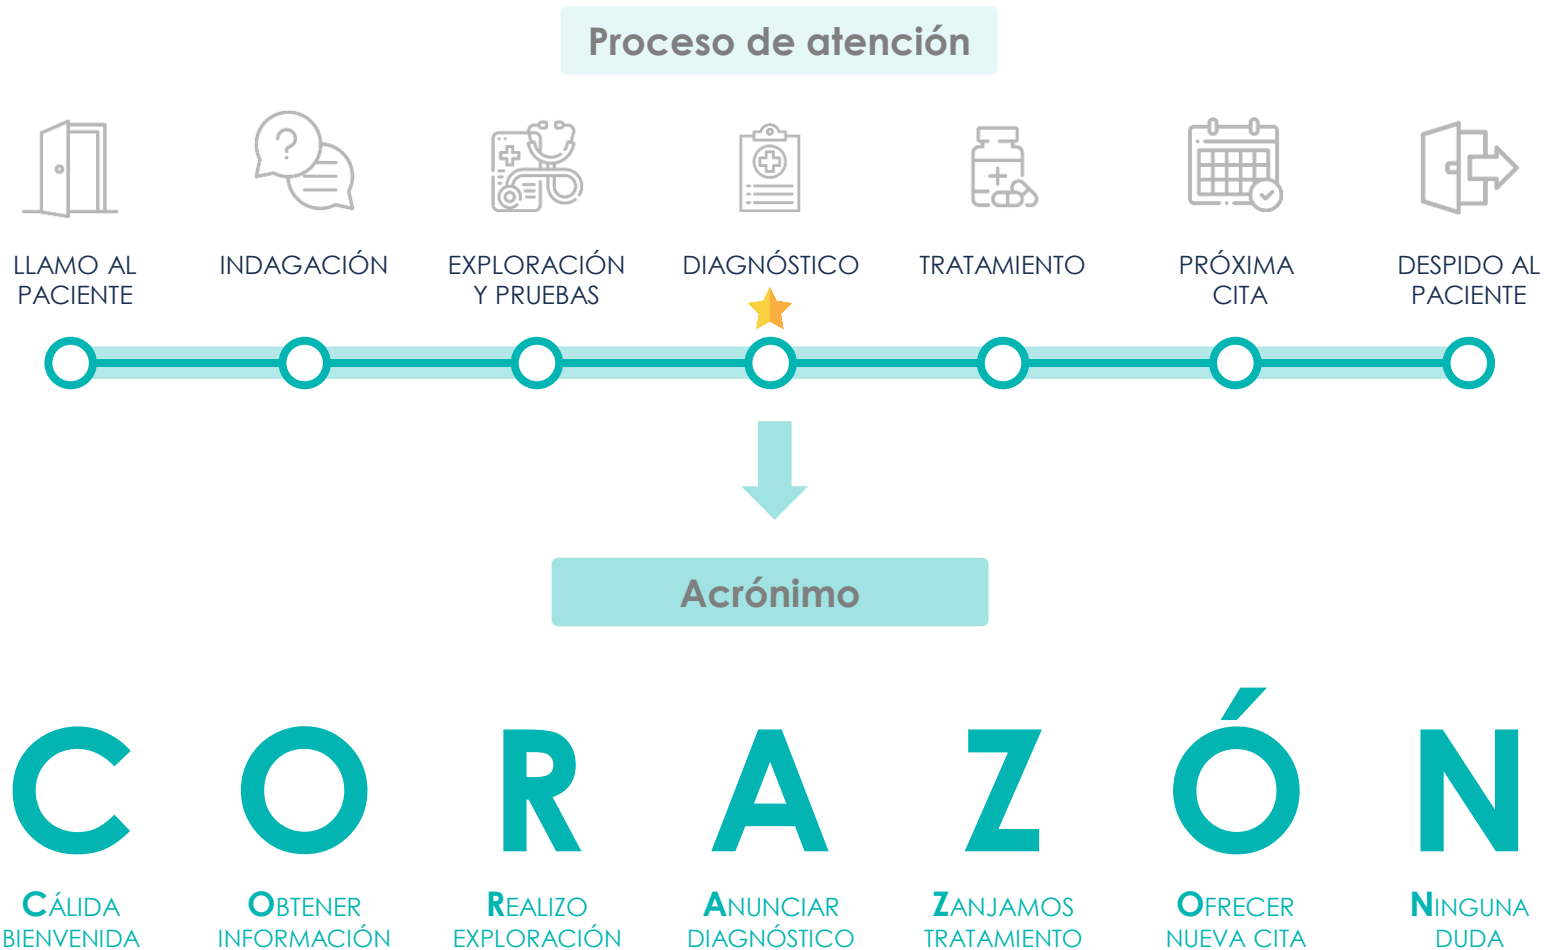 Proceso de atención
LLAMO AL
PACIENTE
INDAGACIÓN
EXPLORACIÓN
Y PRUEBAS
DIAGNÓSTICO
TRATAMIENTO
PRÓXIMA
CITA
DESPIDO AL
PACIENTE
Acrónimo
C O R A Z Ó N
CÁLIDA
BIENVENIDA
OBTENER
INFORMACIÓN
REALIZO
EXPLORACIÓN
ANUNCIAR
DIAGNÓSTICO
ZANJAMOS
TRATAMIENTO
OFRECER
NUEVA CITA
NINGUNA
DUDA